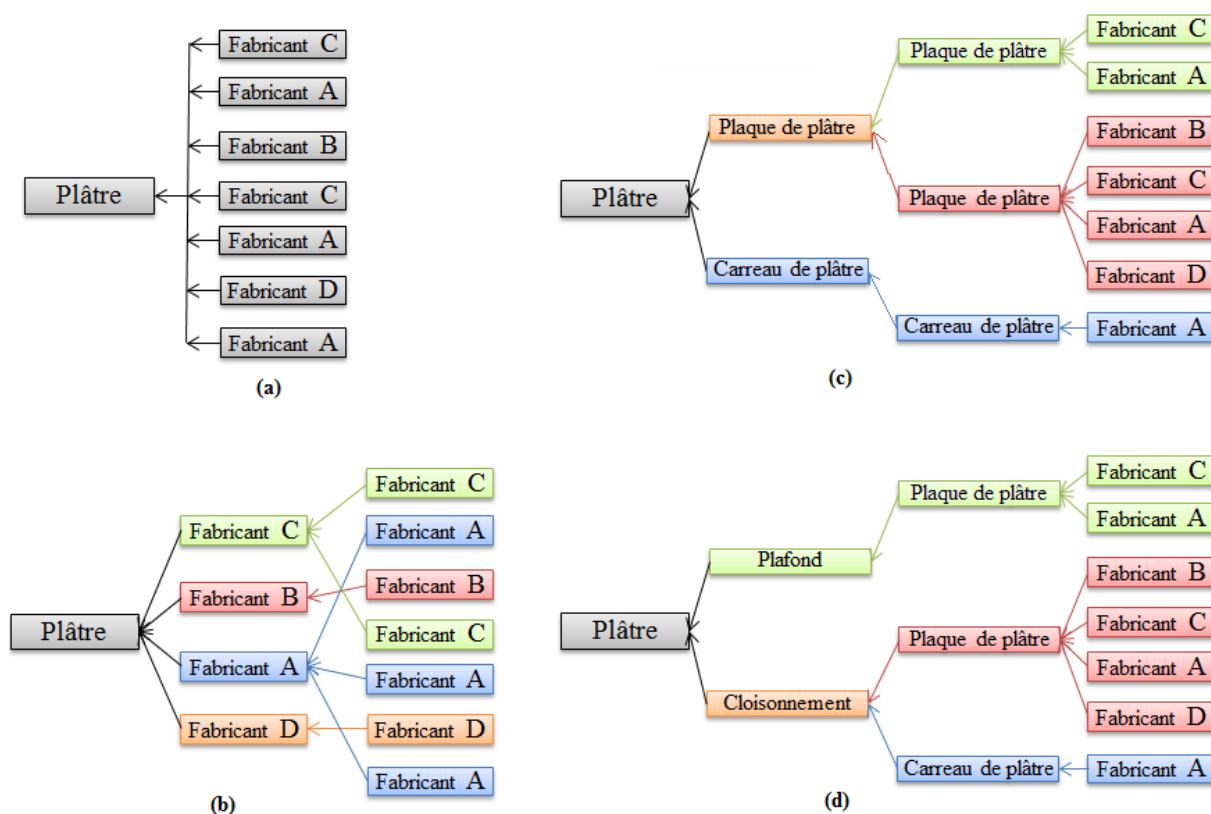 Plâtre
Fabricant C
Fabricant A
Fabricant B
Fabricant C
Fabricant A
Fabricant D
Fabricant A
(a)
Plâtre
Plaque de plâtre
Carreau de plâtre
Plaque de plâtre
Plaque de plâtre
Carreau de plâtre
Fabricant C
Fabricant A
Fabricant B
Fabricant C
Fabricant A
Fabricant D
Fabricant A
(c)
Plâtre
Fabricant C
Fabricant B
Fabricant A
Fabricant D
Fabricant C
Fabricant A
Fabricant B
Fabricant C
Fabricant A
Fabricant D
Fabricant A
(b)
Plâtre
Plafond
Cloisonnement
Plaque de plâtre
Plaque de plâtre
Carreau de plâtre
Fabricant C
Fabricant A
Fabricant B
Fabricant C
Fabricant A
Fabricant D
Fabricant A
(d)